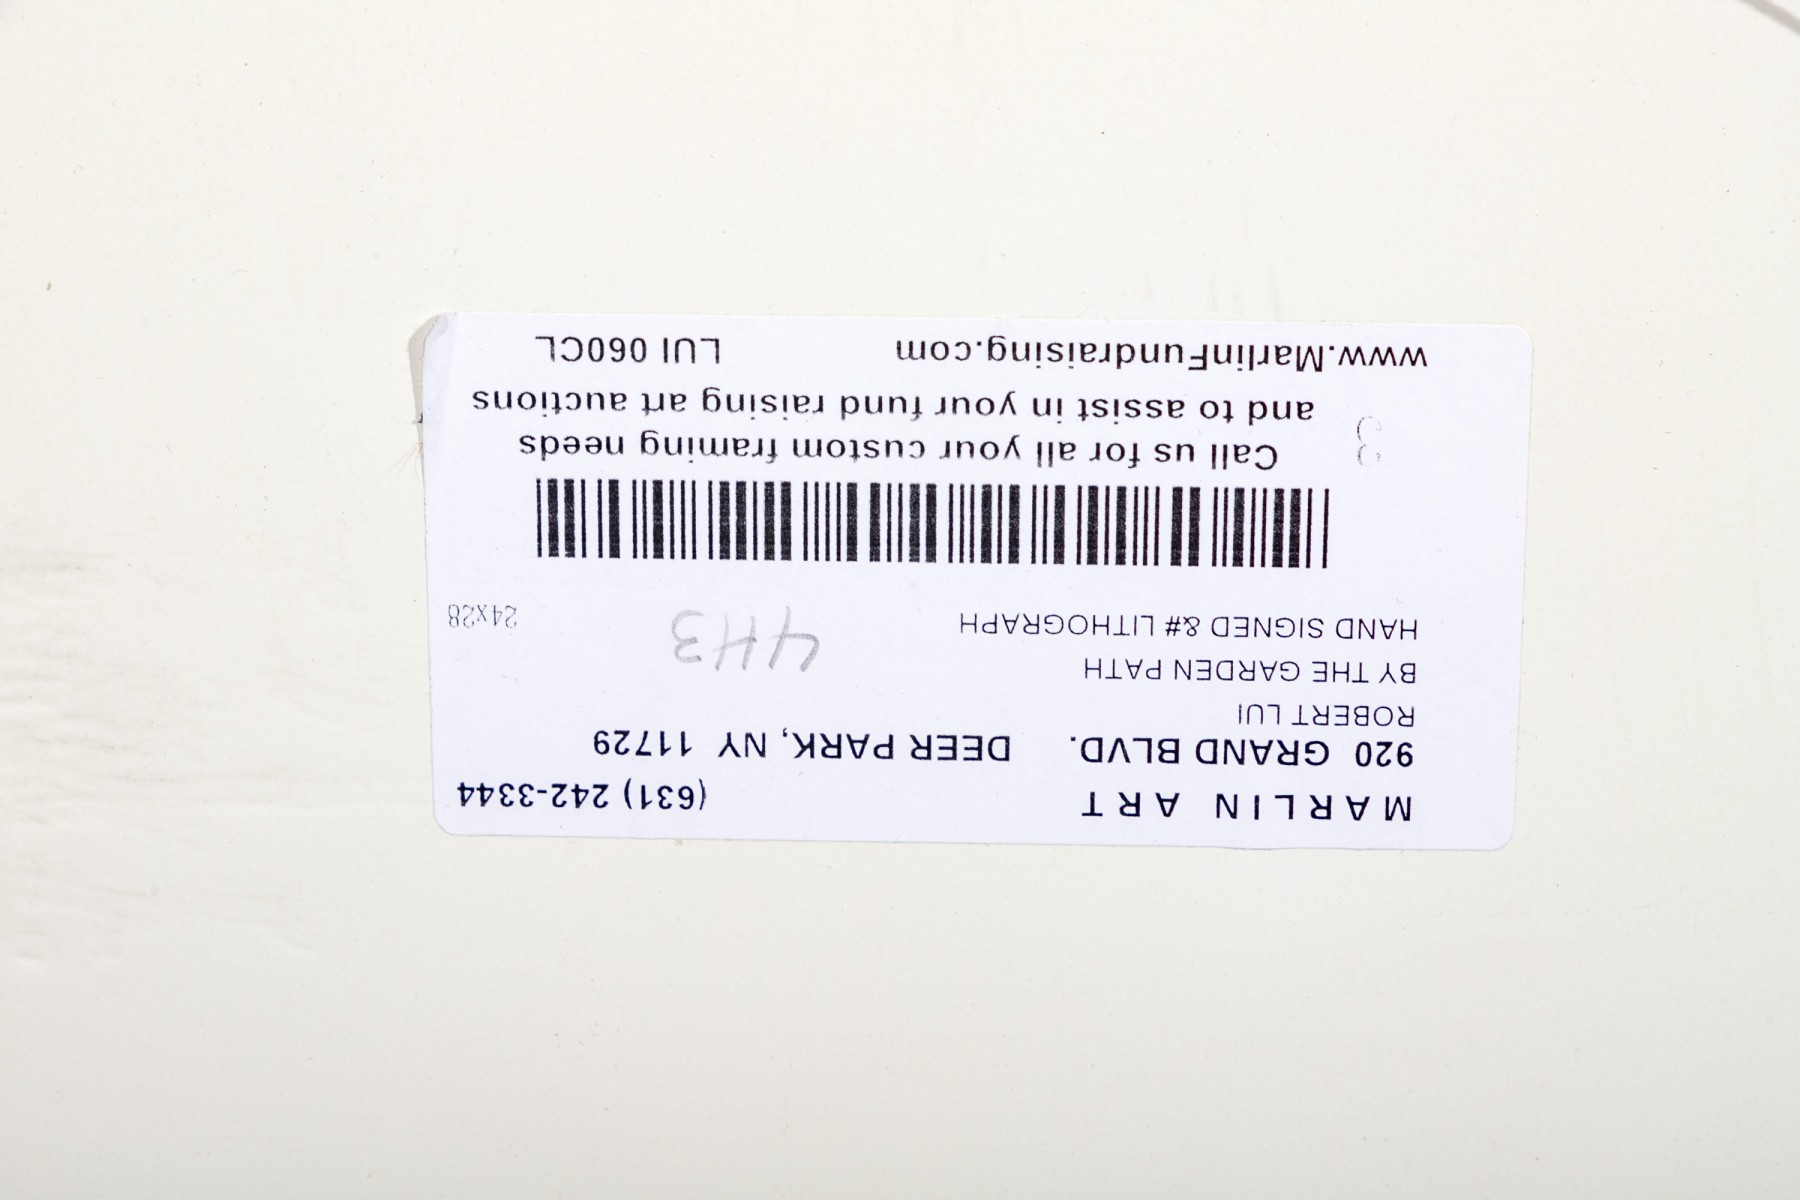 MARLIN ART (631) 242-3344
920 GRAND BLVD. DEER PARK, NY 11729
ROBERT LUI
BY THE GARDEN PATH
HAND SIGNED &# LITHOGRAPH 4H3 24x28
Call us for all your custom framing needs
3
and to assist in your fund raising art auctions
www.MarlinFundraising.com LUI 060CL